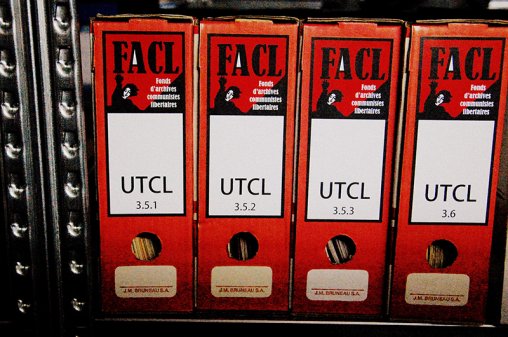 FACL
Fonds
d'archives
communistes
libertaires
UTCL
3.5.1
J.M. BRUNEAU S.A.
FACL
Fonds
d'archives
communistes
libertaires
UTCL
3.5.2
J.M. BRUNEAU S.A.
FACL
Fonds
d'archives
communistes
libertaires
UTCL
3.5.3
J.M. BRUNEAU S.A.
FACL
Fonds
d'archives
communistes
libertaires
UTCL
3.6
J.M. BRUNEAU S.A.